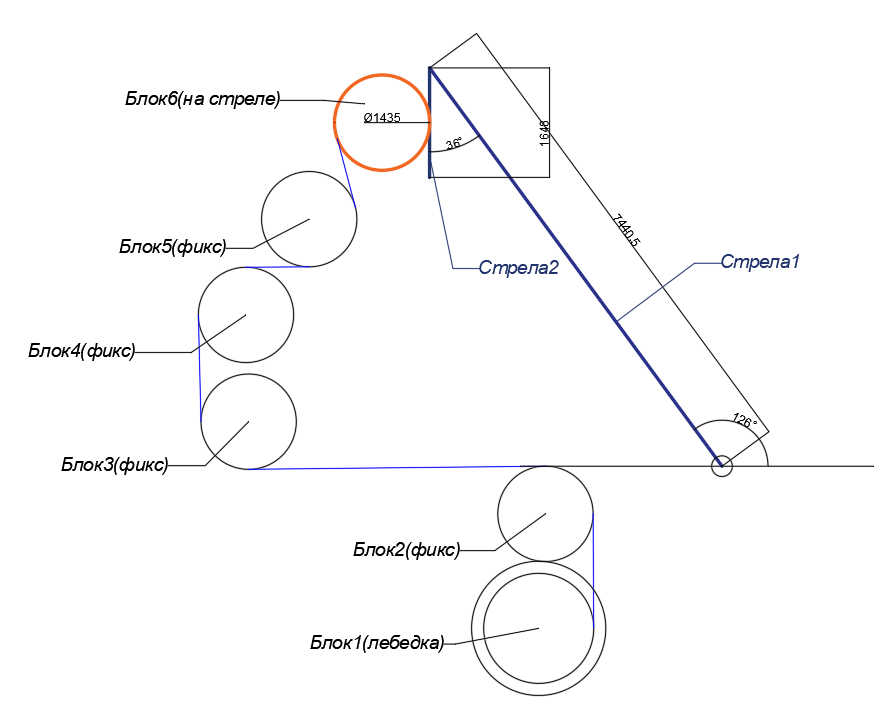 Блок6(на стреле)
Ø1435
1648
36°
7440.5
Блок5(фикс)
Стрела2
Стрела1
Блок4(фикс)
126°
Блок3(фикс)
Блок2(фикс)
Блок1(лебедка)